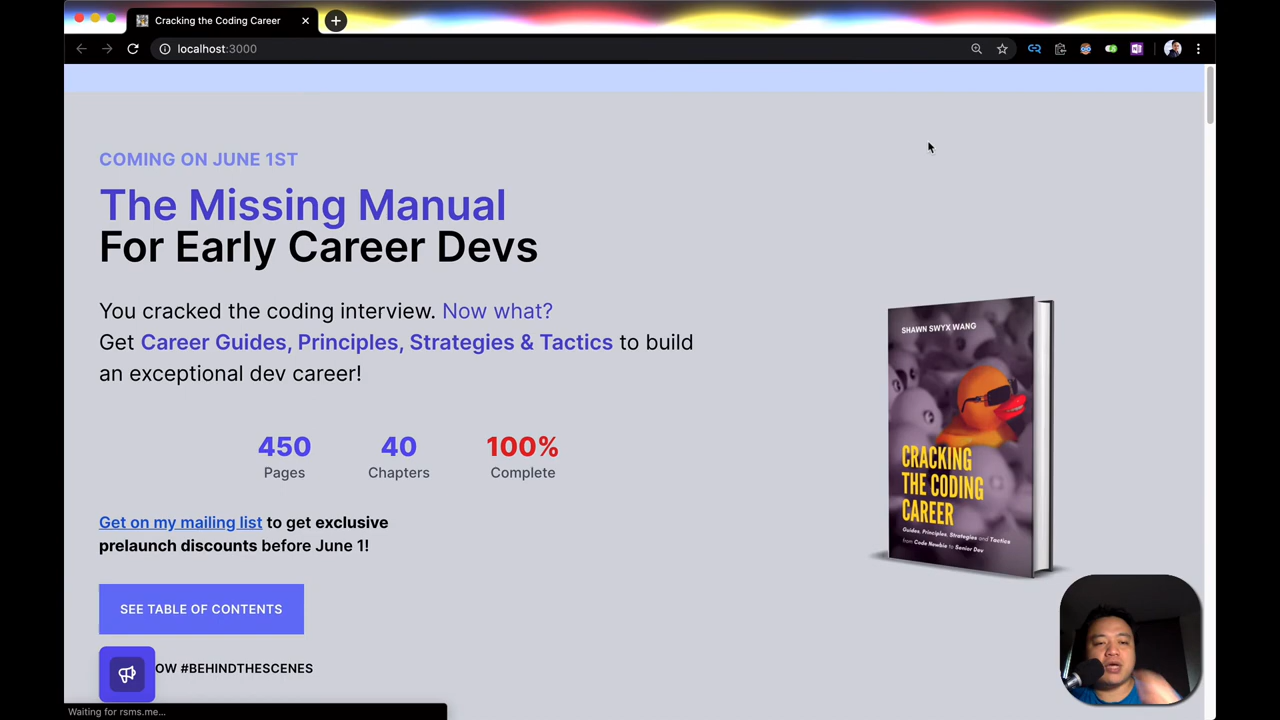 Cracking the Coding Career
localhost:3000
COMING ON JUNE 1ST
The Missing Manual
For Early Career Devs
You cracked the coding interview. Now what?
Get Career Guides, Principles, Strategies & Tactics to build
an exceptional dev career!
450
Pages
40
Chapters
100%
Complete
Get on my mailing list to get exclusive
prelaunch discounts before June 1!
SEE TABLE OF CONTENTS
OW #BEHINDTHESCENES
SHAWN SWYX WANG
CRACKING
THE CODING
CAREER
Guides, Principles, Strategies and Tactics
from Code Newbie to Senior Dev
Waiting for rsms.me...